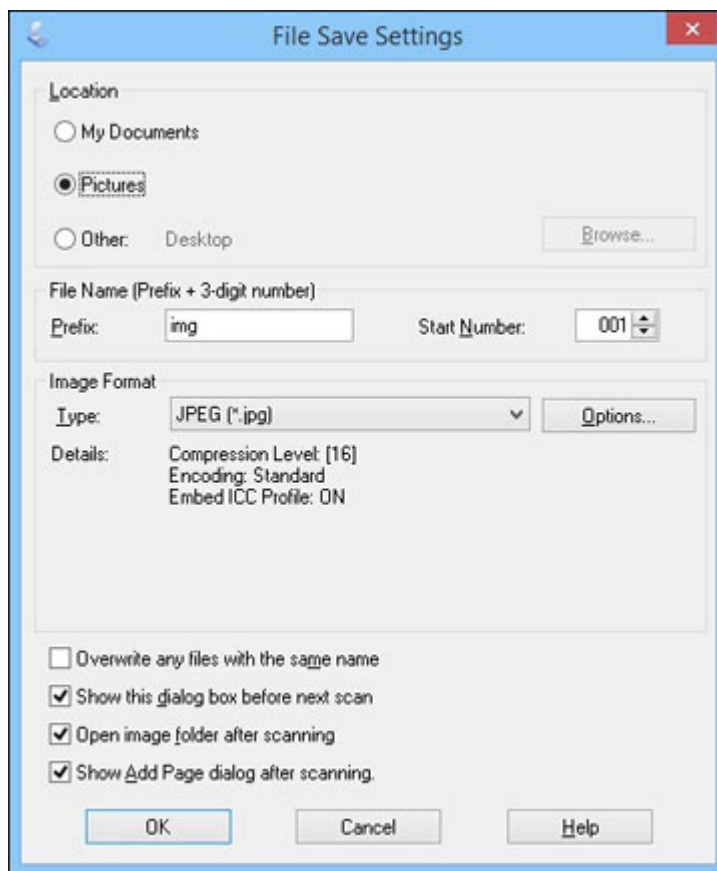 File Save Settings
Location
My Documents
Pictures
Other: Desktop Browse...
File Name (Prefix + 3-digit number)
Prefix: img Start Number: 001
Image Format
Type: JPEG (*.jpg) Options...
Details: Compression Level: [16]
Encoding: Standard
Embed ICC Profile: ON
Overwrite any files with the same name
Show this dialog box before next scan
Open image folder after scanning
Show Add Page dialog after scanning.
OK Cancel Help